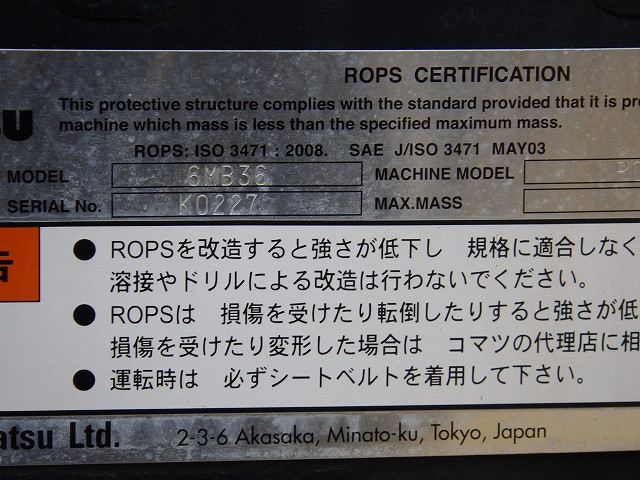 ROPS CERTIFICATION
This protective structure complies with the standard provided that it is
machine which mass is less than the specified maximum mass.
ROPS: ISO 3471 : 2008. SAE J/ISO 3471 MAY03
MODEL 6MB36 MACHINE MODEL
SERIAL No. K0227 MAX.MASS
告
● ROPSを改造すると強さが低下し 規格に適合しなく
溶接やドリルによる改造は行わないでください。
● ROPSは 損傷を受けたり転倒したりすると強さが低
損傷を受けたり変形した場合は コマツの代理店に相
● 運転時は 必ずシートベルトを着用して下さい。
atsu Ltd. 2-3-6 Akasaka, Minato-ku, Tokyo, Japan